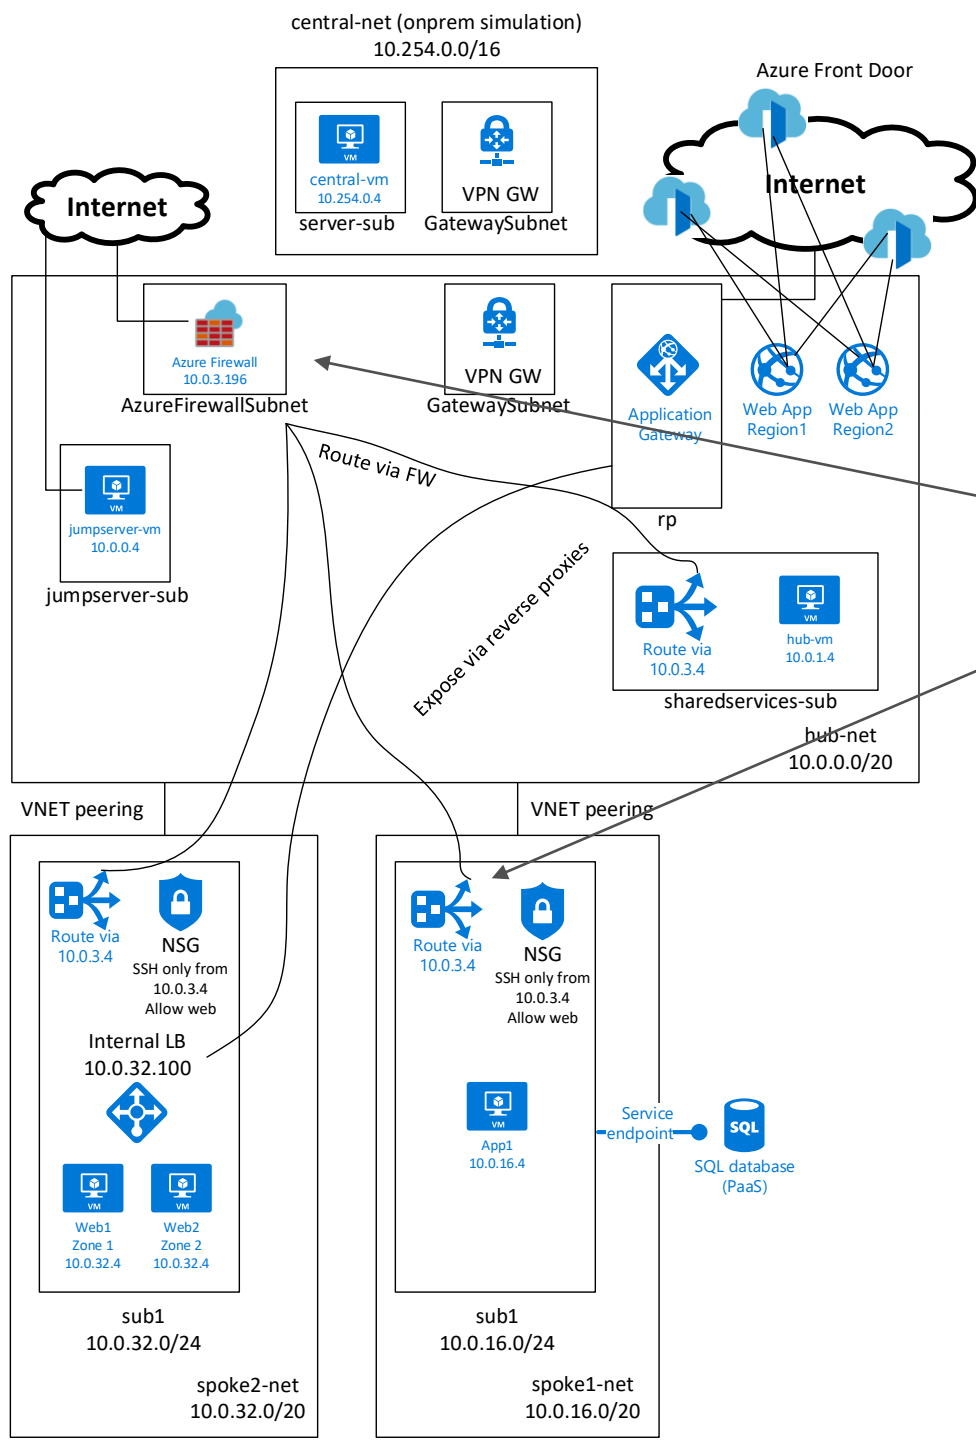 central-net (onprem simulation)
10.254.0.0/16
Azure Front Door
VM
central-vm
10.254.0.4
server-sub
VPN GW
GatewaySubnet
Internet
Internet
Azure Firewall
10.0.3.196
AzureFirewallSubnet
VPN GW
GatewaySubnet
Application
Gateway
rp
Web App
Region1
Web App
Region2
Route via FW
VM
jumpserver-vm
10.0.0.4
jumpserver-sub
Expose via reverse proxies
Route via
10.0.3.4
VM
hub-vm
10.0.1.4
sharedservices-sub
hub-net
10.0.0.0/20
VNET peering
VNET peering
Route via
10.0.3.4
NSG
SSH only from
10.0.3.4
Allow web
Internal LB
10.0.32.100
VM
Web1
Zone 1
10.0.32.4
VM
Web2
Zone 2
10.0.32.4
sub1
10.0.32.0/24
spoke2-net
10.0.32.0/20
Route via
10.0.3.4
NSG
SSH only from
10.0.3.4
Allow web
VM
App1
10.0.16.4
Service
endpoint
SQL
SQL database
(PaaS)
sub1
10.0.16.0/24
spoke1-net
10.0.16.0/20